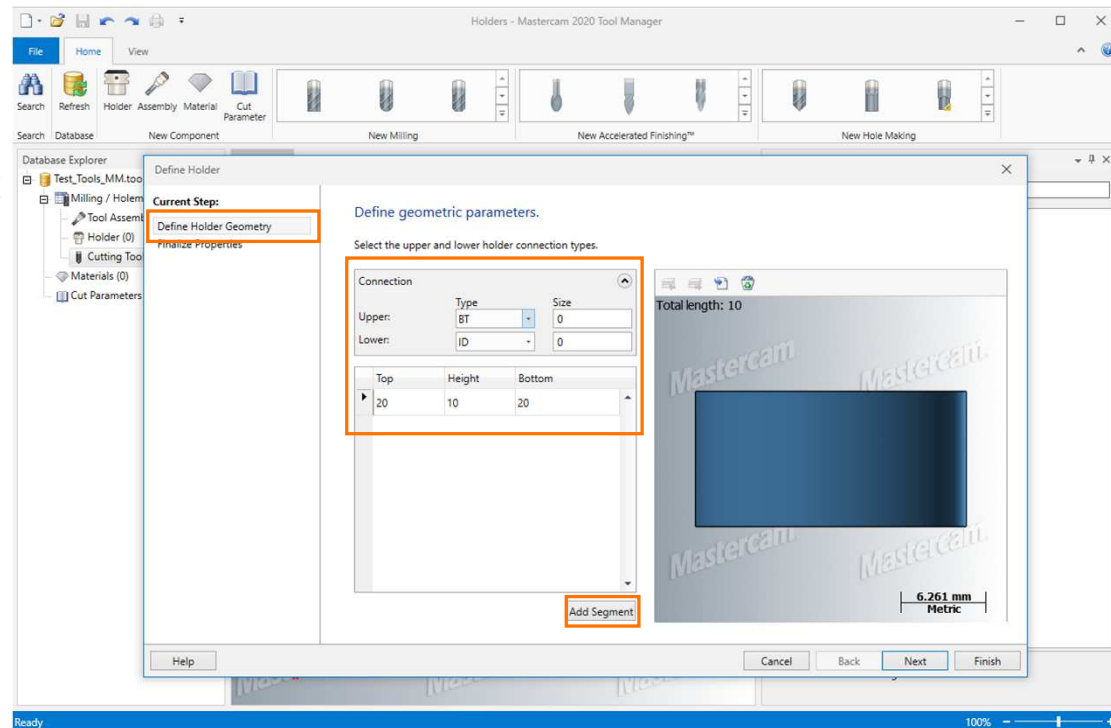 Holders - Mastercam 2020 Tool Manager
File Home View
Search Refresh Holder Assembly Material Cut Parameter
Search Database New Component New Milling New Accelerated Finishing™ New Hole Making
Database Explorer
Test_Tools_MM.too
Milling / Holem
Tool Assemb
Holder (0)
Cutting Too
Materials (0)
Cut Parameters
Define Holder
Current Step:
Define Holder Geometry
Finalize Properties
Define geometric parameters.
Select the upper and lower holder connection types.
Connection
Type Size
Upper: BT 0
Lower: ID 0
Top Height Bottom
20 10 20
Add Segment
Total length: 10
Mastercam Mastercam.
Mastercam Mastercam.
6.261 mm
Metric
Help Cancel Back Next Finish
Ready 100%